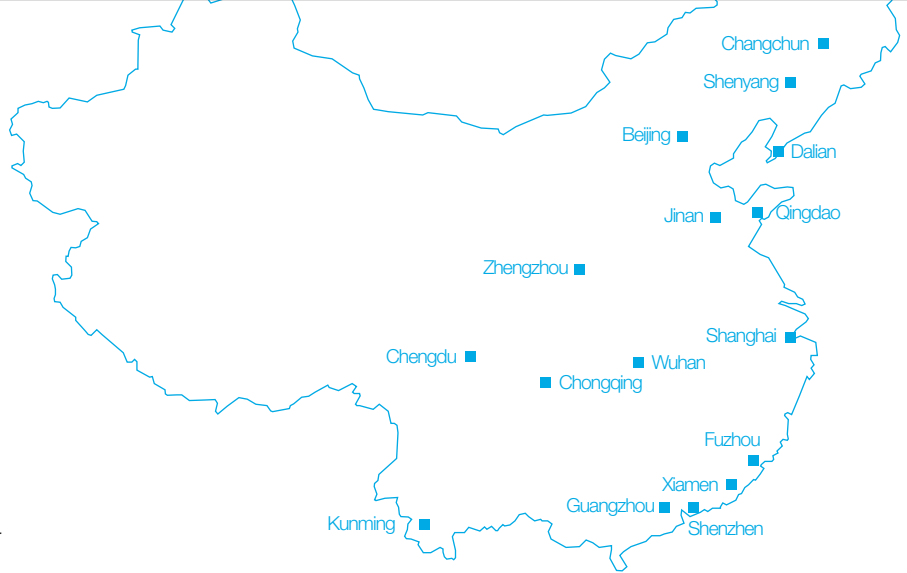 Changchun
Shenyang
Beijing
Dalian
Jinan
Qingdao
Zhengzhou
Shanghai
Chengdu
Wuhan
Chongqing
Fuzhou
Xiamen
Guangzhou
Kunming
Shenzhen